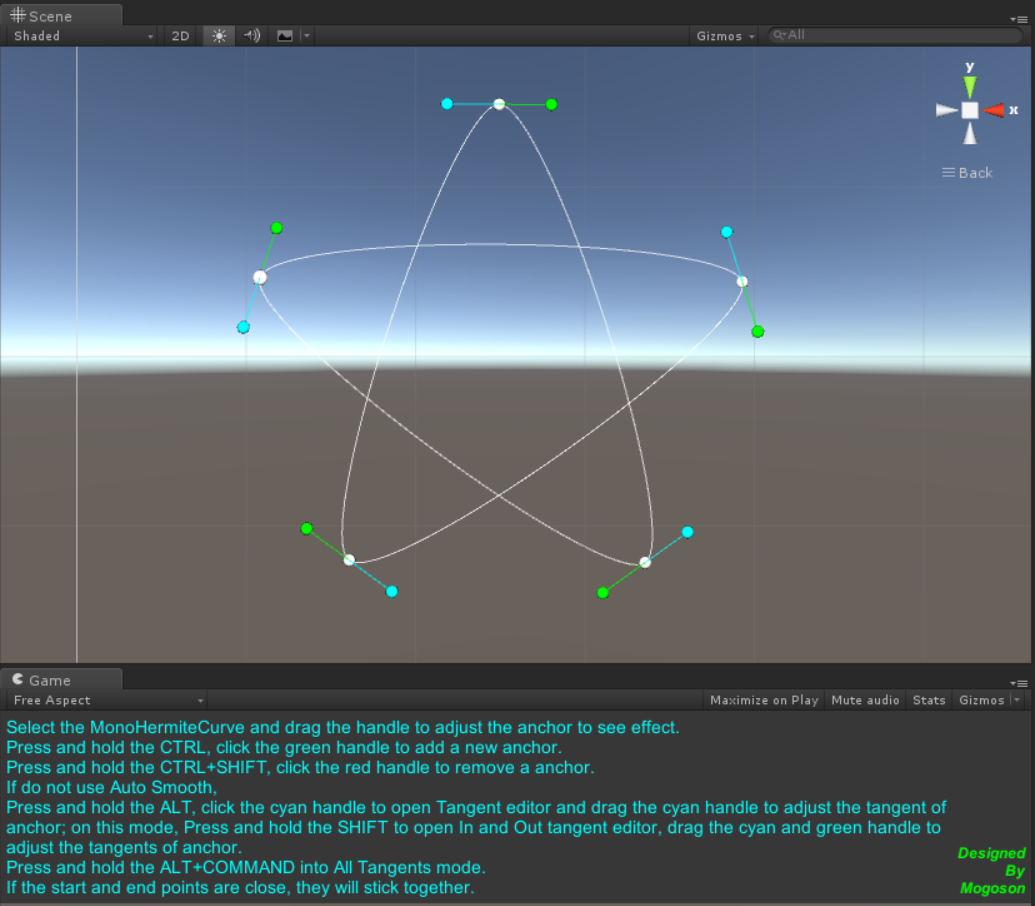 Scene
Shaded 2D Gizmos All
y
x
Back
Game
Free Aspect Maximize on Play Mute audio Stats Gizmos
Select the MonoHermiteCurve and drag the handle to adjust the anchor to see effect.
Press and hold the CTRL, click the green handle to add a new anchor.
Press and hold the CTRL+SHIFT, click the red handle to remove a anchor.
If do not use Auto Smooth,
Press and hold the ALT, click the cyan handle to open Tangent editor and drag the cyan handle to adjust the tangent of
anchor; on this mode, Press and hold the SHIFT to open In and Out tangent editor, drag the cyan and green handle to
adjust the tangents of anchor.
Press and hold the ALT+COMMAND into All Tangents mode.
If the start and end points are close, they will stick together.
Designed
By
Mogoson